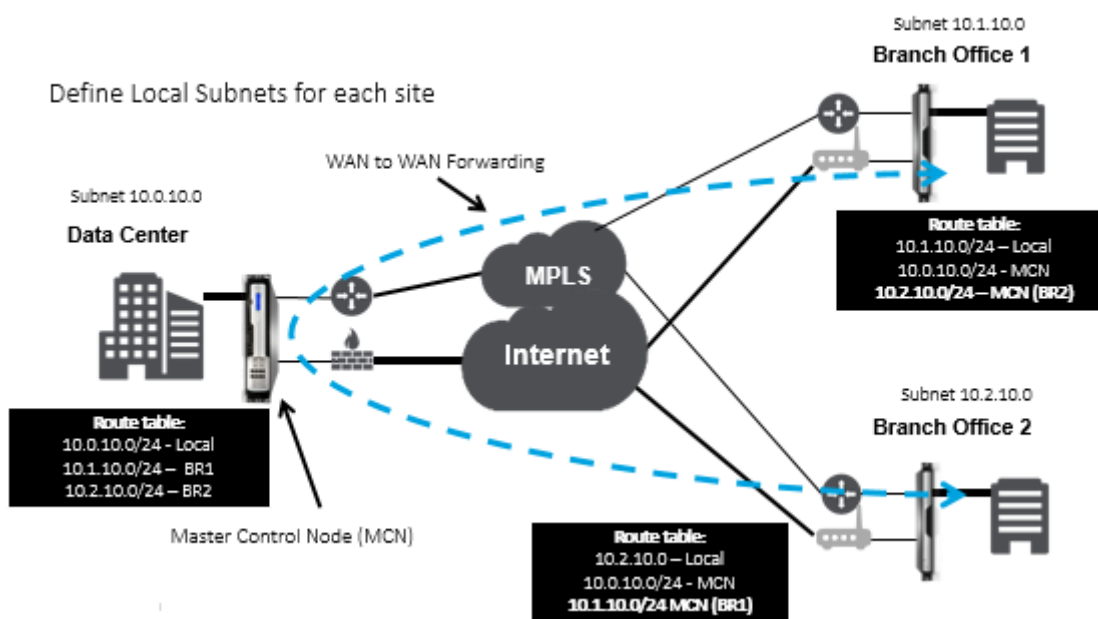 Define Local Subnets for each site
WAN to WAN Forwarding
Subnet 10.0.10.0
Data Center
Route table:
10.0.10.0/24 - Local
10.1.10.0/24 – BR1
10.2.10.0/24 – BR2
Master Control Node (MCN)
MPLS
Internet
Subnet 10.1.10.0
Branch Office 1
Route table:
10.1.10.0/24 – Local
10.0.10.0/24 - MCN
10.2.10.0/24 – MCN (BR2)
Subnet 10.2.10.0
Branch Office 2
Route table:
10.2.10.0 – Local
10.0.10.0/24 - MCN
10.1.10.0/24 MCN (BR1)